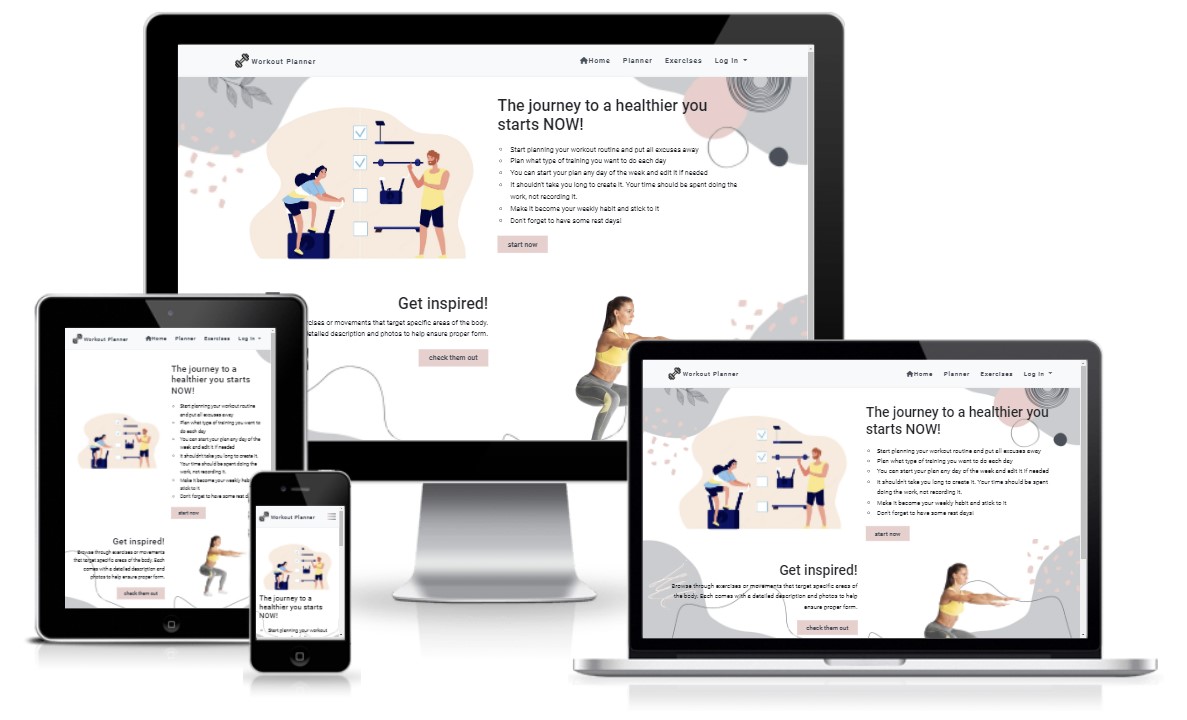 Workout Planner
Home Planner Exercises Log In
The journey to a healthier you
starts NOW!
Start planning your workout routine and put all excuses away
Plan what type of training you want to do each day
You can start your plan any day of the week and edit it if needed
It shouldn't take you long to create it. Your time should be spent doing the
work, not recording it.
Make it become your weekly habit and stick to it
Don't forget to have some rest days!
start now
Get inspired!
or movements that target specific areas of the body.
detailed description and photos to help ensure proper form.
check them out
Workout Planner
Home Planner Exercises Log In
The journey to a
healthier you starts
NOW!
Start planning your workout routine
and put all excuses away
Plan what type of training you want to
do each day
You can start your plan any day of the
week and edit it if needed
It shouldn't take you long to create it.
Your time should be spent doing the
work, not recording it.
Make it become your weekly
stick to it
Don't forget to have some rest
start now
Get inspired!
Browse through exercises or movements
that target specific areas of the body. Each
comes with a detailed description and
photos to help ensure proper form.
check them out
Workout Planner
The journey to a
healthier you starts
NOW!
Start planning your workout
Workout Planner
Home Planner Exercises Log In
The journey to a healthier you
starts NOW!
Start planning your workout routine and put all excuses away
Plan what type of training you want to do each day
You can start your plan any day of the week and edit it if needed
It shouldn't take you long to create it. Your time should be spent
doing the work, not recording it.
Make it become your weekly habit and stick to it
Don't forget to have some rest days!
start now
Get inspired!
Browse through exercises or movements that target specific areas of
the body. Each comes with a detailed description and photos to help
ensure proper form.
check them out